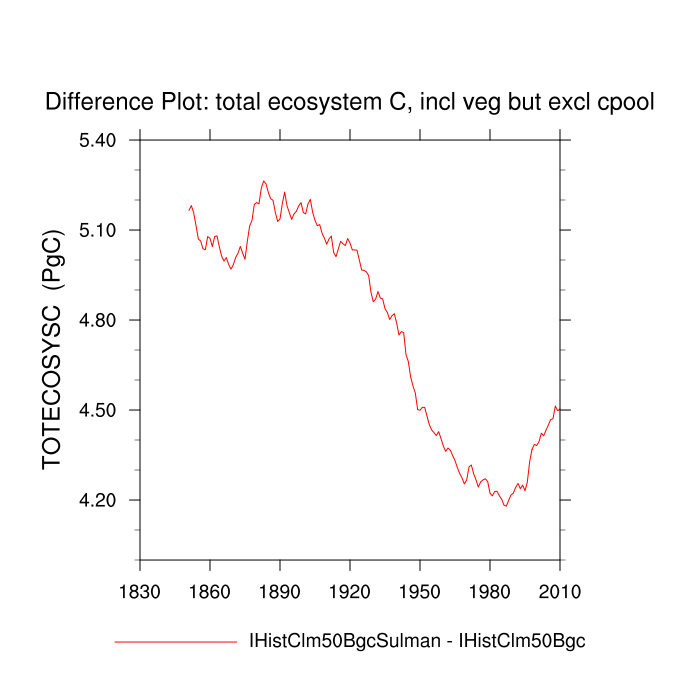 Difference Plot: total ecosystem C, incl veg but excl cpool
5.40
5.10
4.80
4.50
4.20
TOTECOSYSC (PgC)
1830 1860 1890 1920 1950 1980 2010
IHistClm50BgcSulman - IHistClm50Bgc